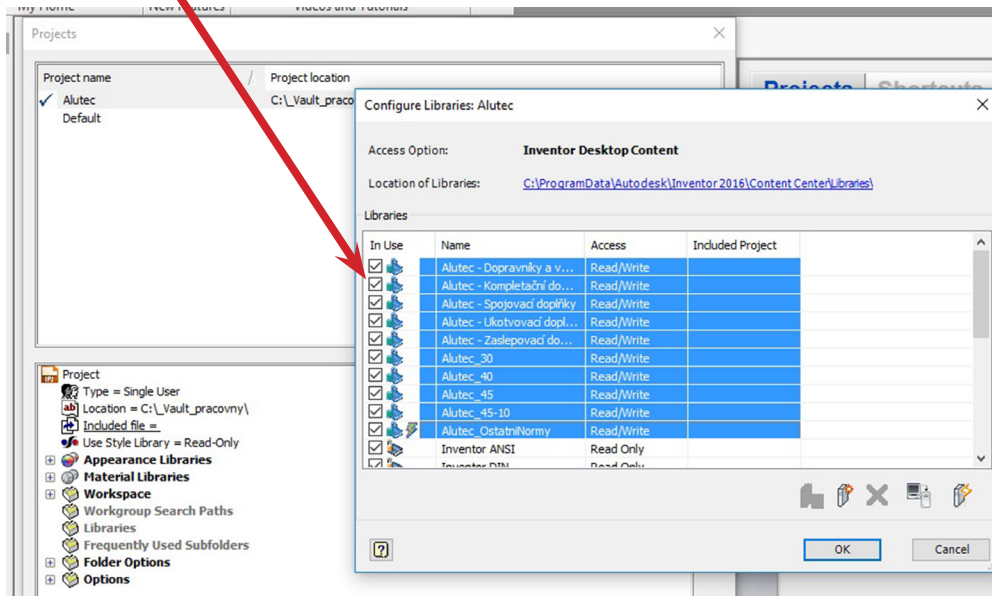 My Home New Features Videos and Tutorials
Projects
Project name / Project location
Alutec C:\_Vault_praco
Default
Projects Shortcuts
Configure Libraries: Alutec
Access Option: Inventor Desktop Content
Location of Libraries: C:\ProgramData\Autodesk\Inventor 2016\Content Center\Libraries\
Libraries
In Use Name Access Included Project
Alutec - Dopravníky a v... Read/Write
Alutec - Kompletační do... Read/Write
Alutec - Spojovací doplňky Read/Write
Alutec - Ukotvovací dopl... Read/Write
Alutec - Zaslepovací do... Read/Write
Alutec_30 Read/Write
Alutec_40 Read/Write
Alutec_45 Read/Write
Alutec_45-10 Read/Write
Alutec_OstatniNormy Read/Write
Inventor ANSI Read Only
Inventor DIN Read Only
OK Cancel
Project
Type = Single User
Location = C:\_Vault_pracovny\
Included file =
Use Style Library = Read-Only
Appearance Libraries
Material Libraries
Workspace
Workgroup Search Paths
Libraries
Frequently Used Subfolders
Folder Options
Options